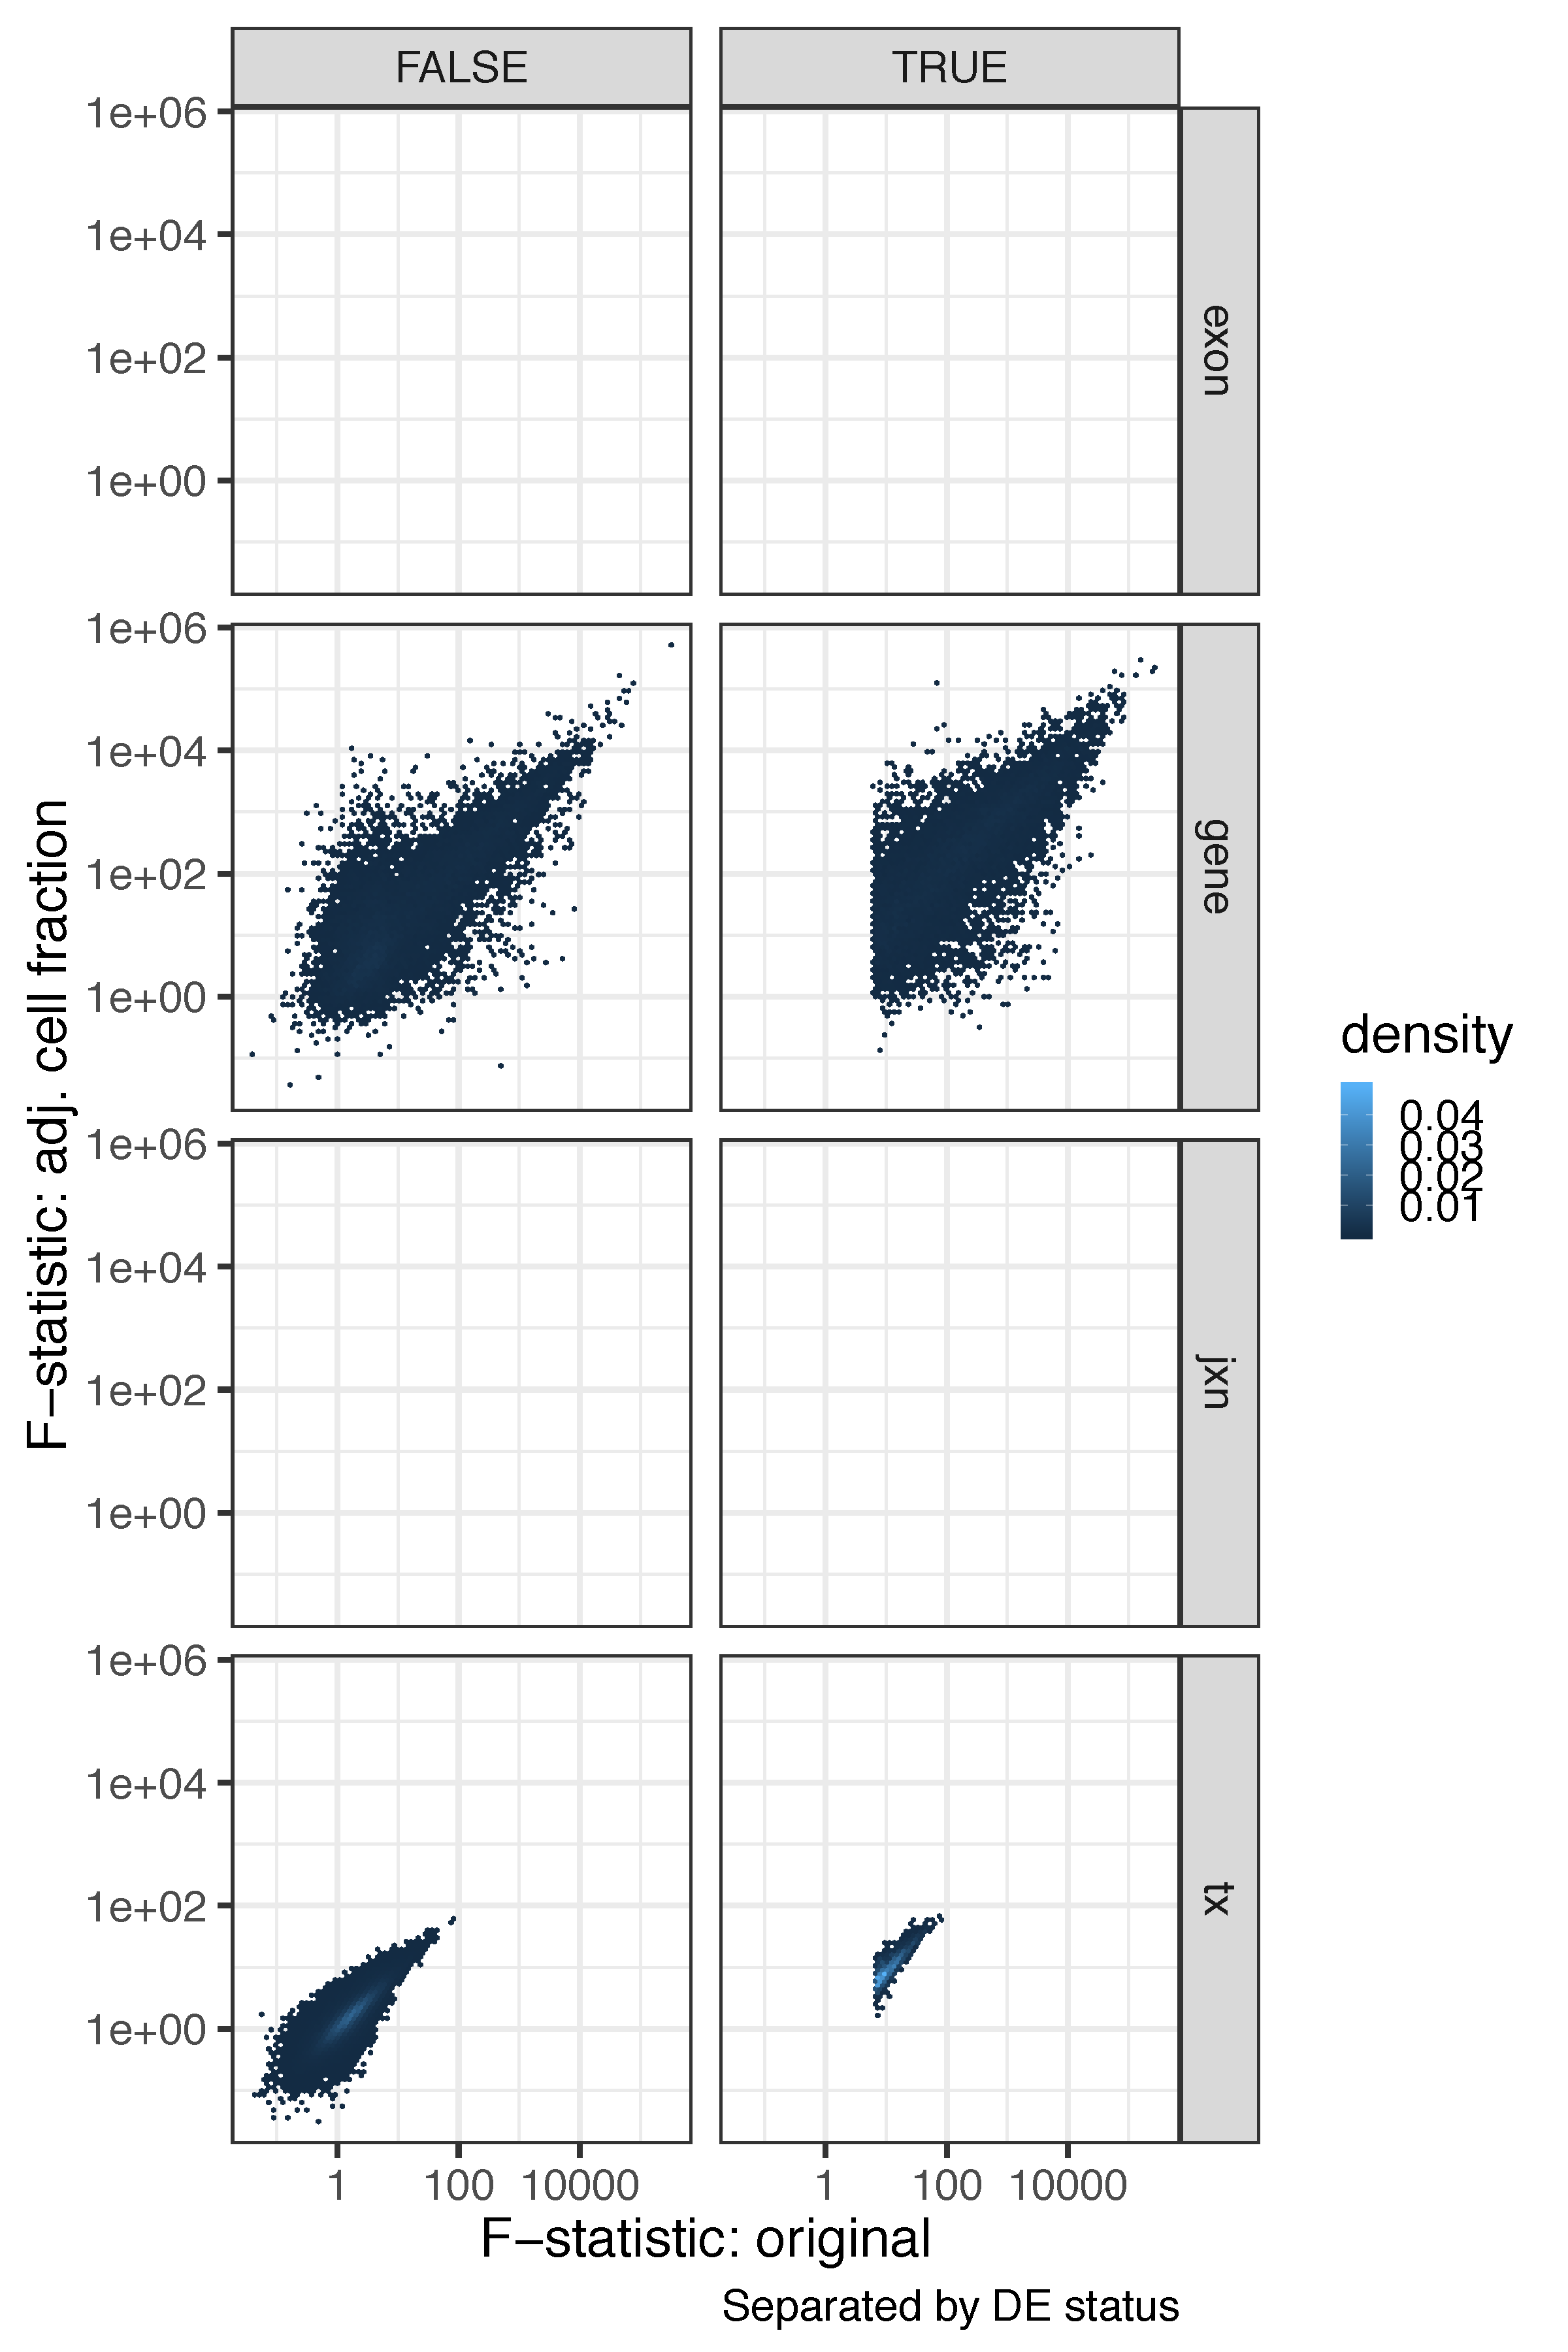 FALSE
TRUE
1e+06
1e+04
1e+02
1e+00
exon
1e+06
1e+04
1e+02
1e+00
gene
1e+06
1e+04
1e+02
1e+00
jxn
1e+06
1e+04
1e+02
1e+00
tx
F−statistic: adj. cell fraction
1 100 10000
1 100 10000
F−statistic: original
Separated by DE status
density
0.04
0.03
0.02
0.01